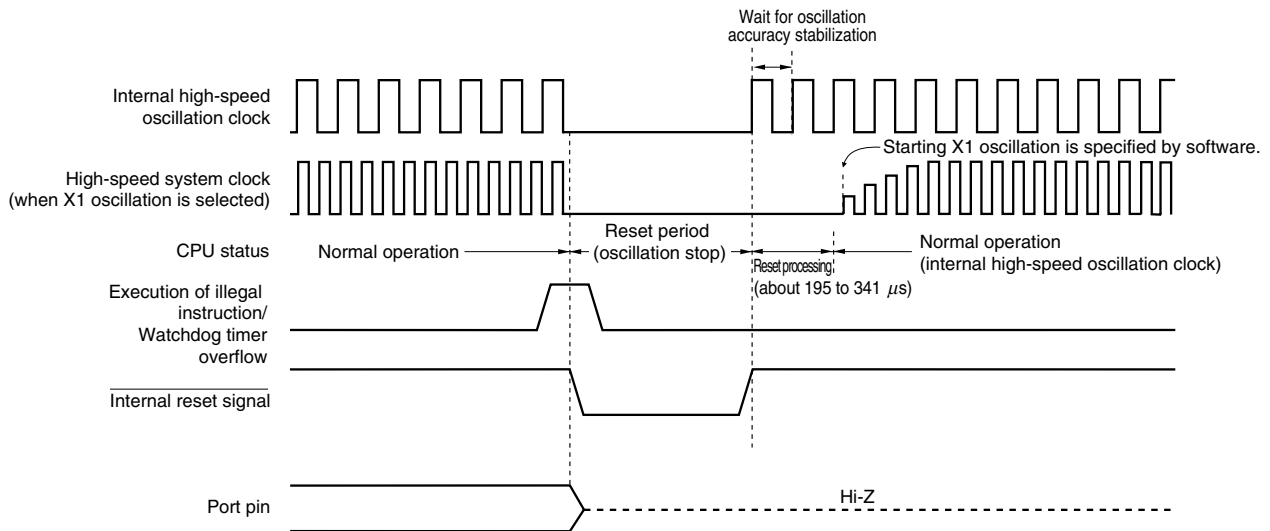 Wait for oscillation
accuracy stabilization
Internal high-speed
oscillation clock
Starting X1 oscillation is specified by software.
High-speed system clock
(when X1 oscillation is selected)
CPU status
Normal operation
Reset period
(oscillation stop)
Reset processing
(about 195 to 341 μs)
Normal operation
(internal high-speed oscillation clock)
Execution of illegal
instruction/
Watchdog timer
overflow
Internal reset signal
Port pin
Hi-Z